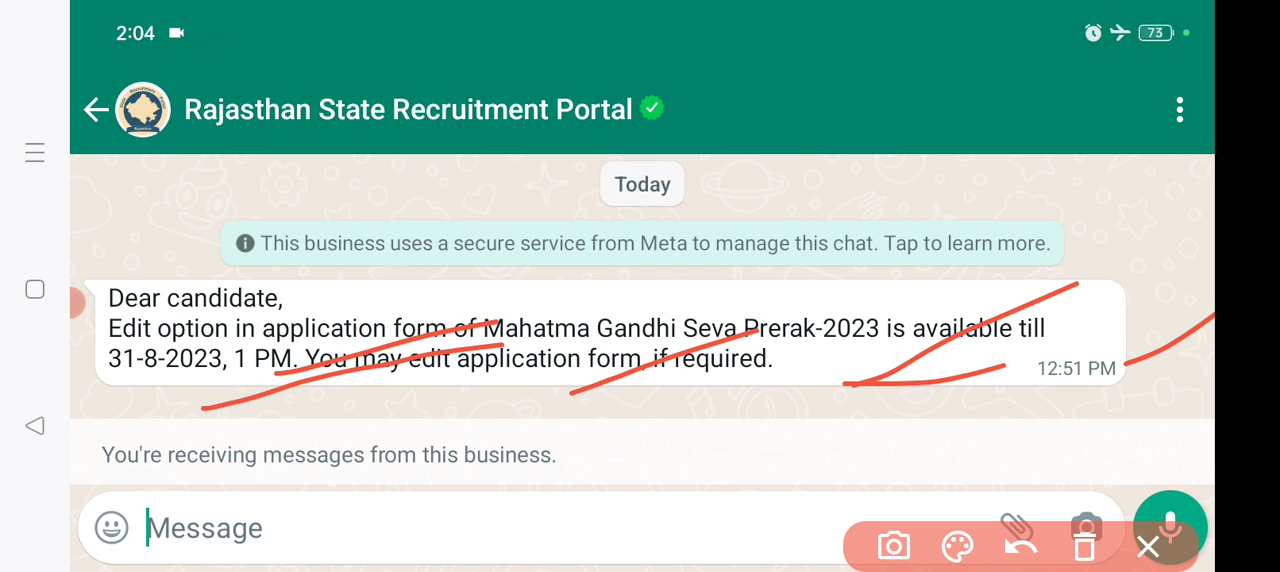 2:04
73
Rajasthan State Recruitment Portal
Today
This business uses a secure service from Meta to manage this chat. Tap to learn more.
Dear candidate,
Edit option in application form of Mahatma Gandhi Seva Prerak-2023 is available till
31-8-2023, 1 PM. You may edit application form, if required.
12:51 PM
You're receiving messages from this business.
Message